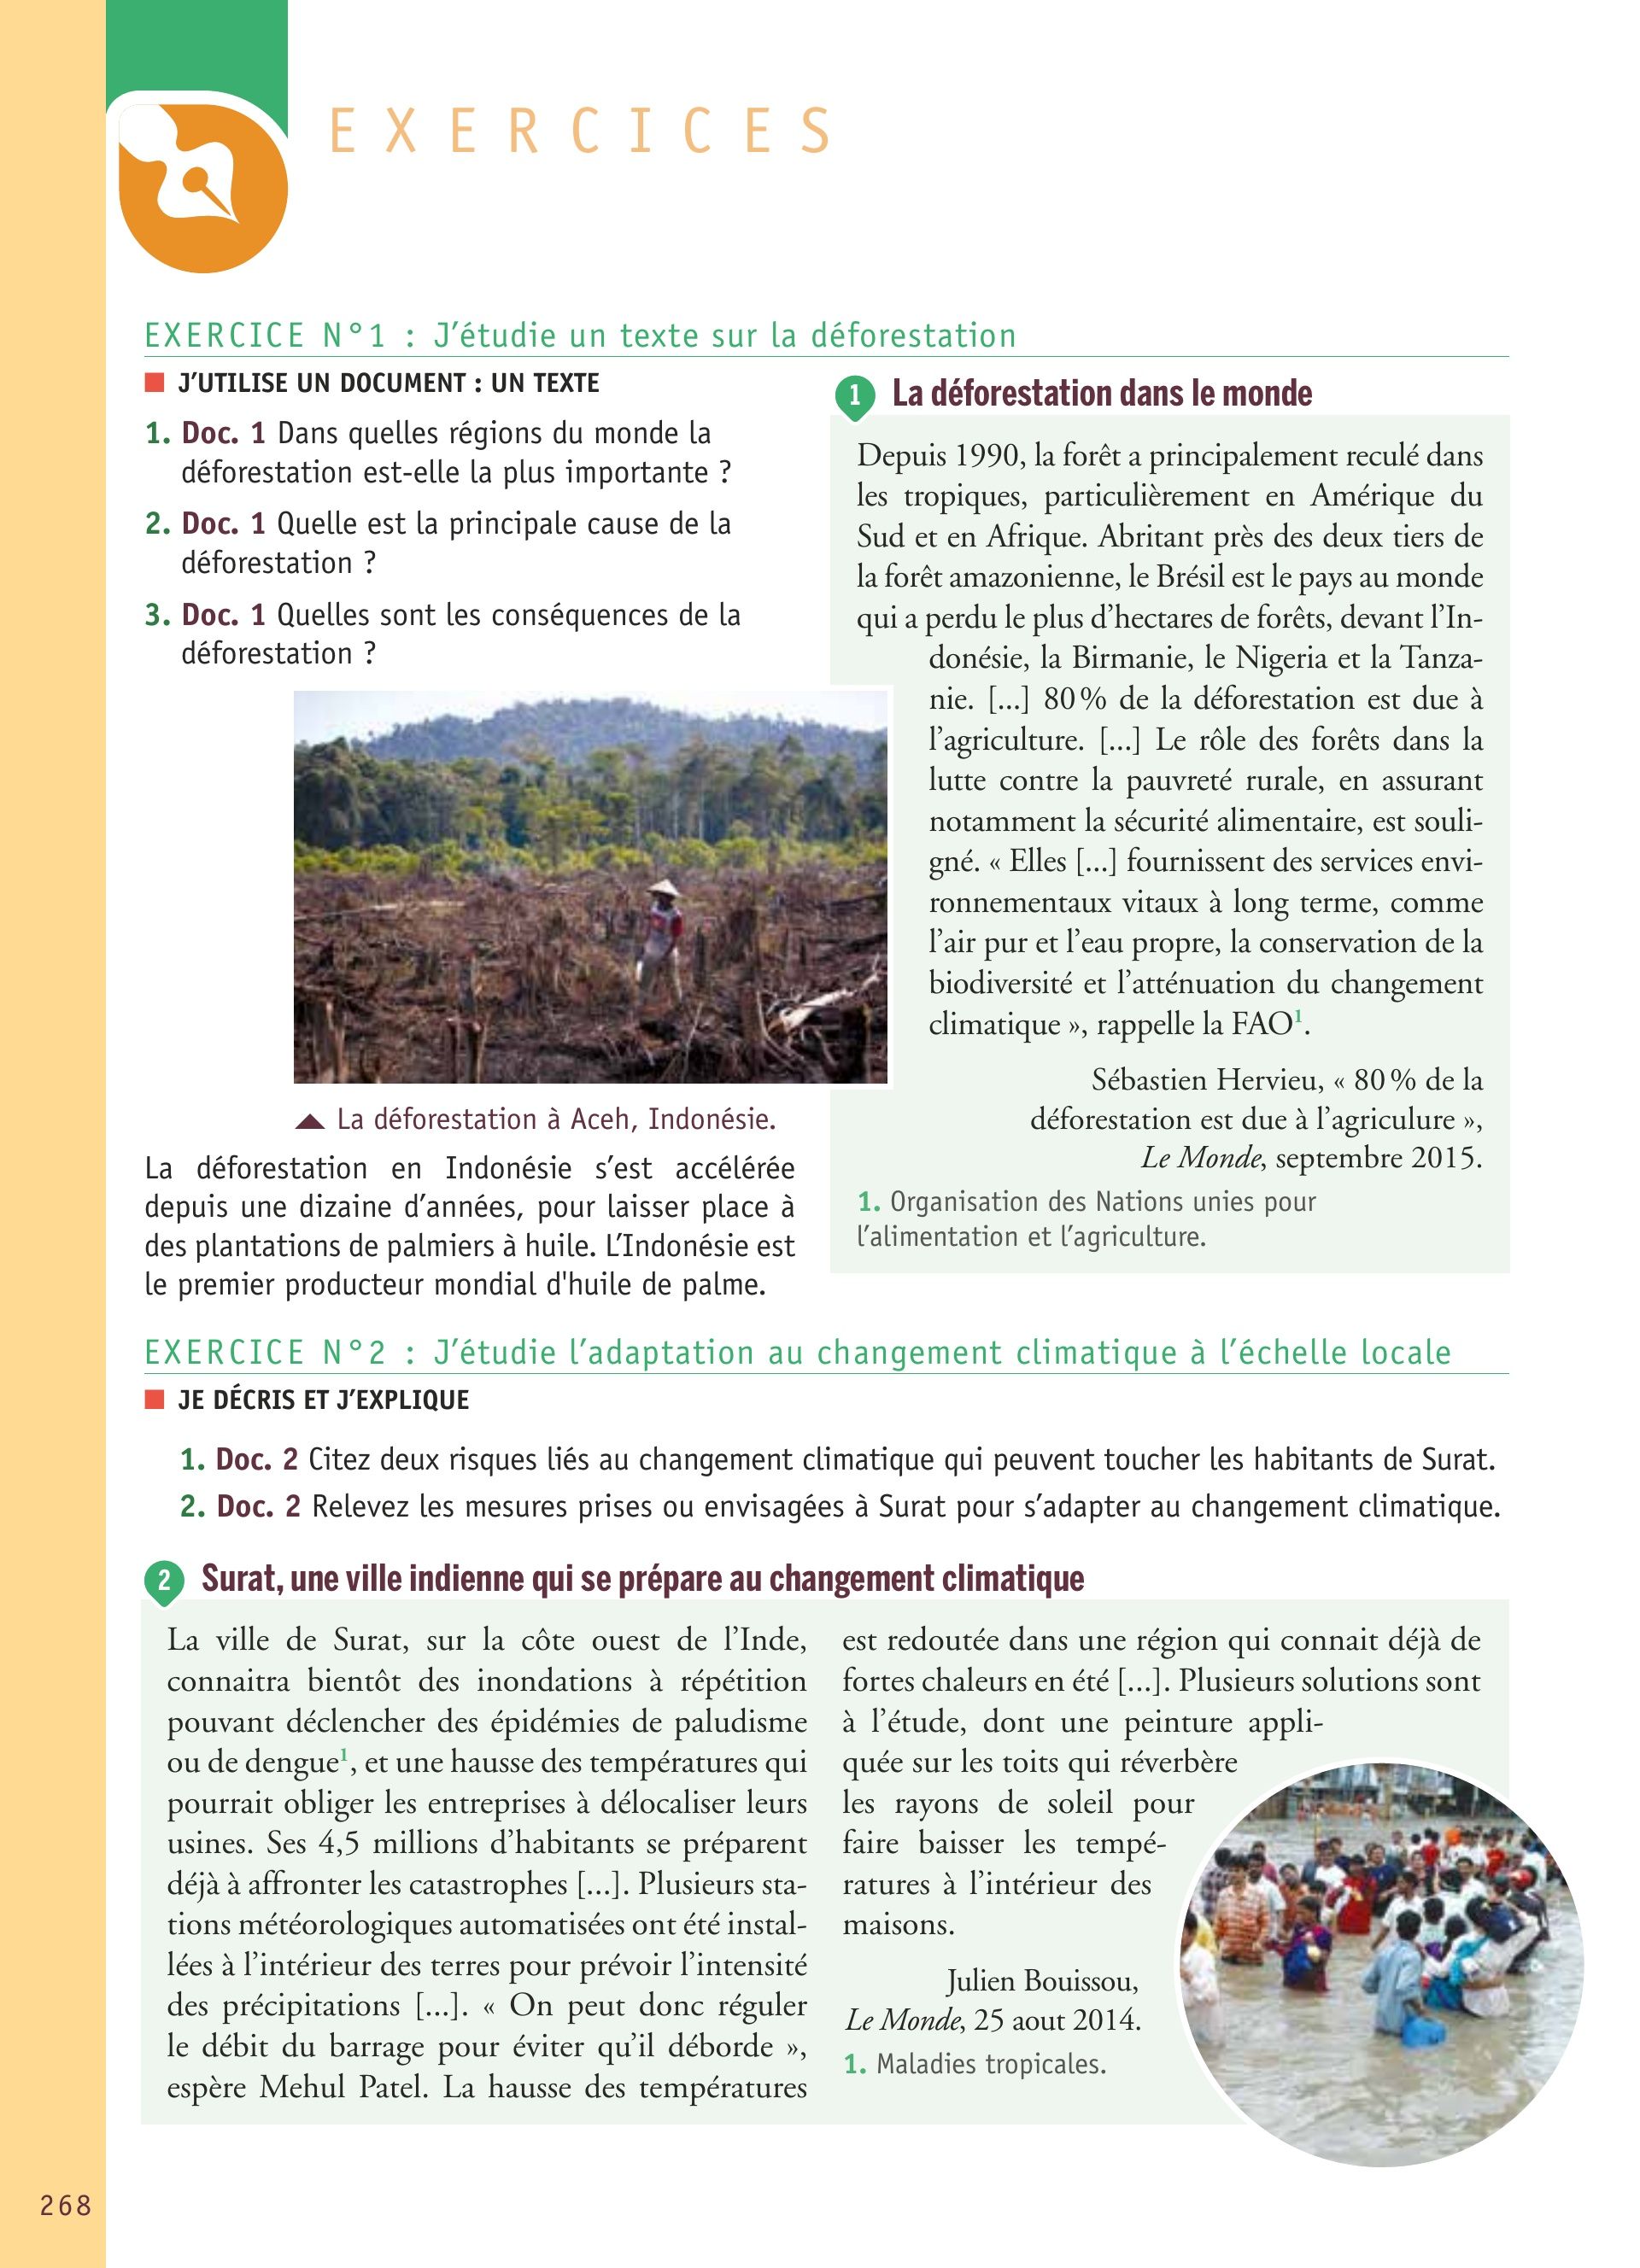 EXERCICES
EXERCICE N°1 : J’étudie un texte sur la déforestation
J’UTILISE UN DOCUMENT : UN TEXTE
1. Doc. 1 Dans quelles régions du monde la
déforestation est-elle la plus importante ?
2. Doc. 1 Quelle est la principale cause de la
déforestation ?
3. Doc. 1 Quelles sont les conséquences de la
déforestation ?
La déforestation à Aceh, Indonésie.
La déforestation en Indonésie s’est accélérée
depuis une dizaine d’années, pour laisser place à
des plantations de palmiers à huile. L’Indonésie est
le premier producteur mondial d'huile de palme.
1 La déforestation dans le monde
Depuis 1990, la forêt a principalement reculé dans
les tropiques, particulièrement en Amérique du
Sud et en Afrique. Abritant près des deux tiers de
la forêt amazonienne, le Brésil est le pays au monde
qui a perdu le plus d’hectares de forêts, devant l’In-
donésie, la Birmanie, le Nigeria et la Tanza-
nie. [...] 80 % de la déforestation est due à
l’agriculture. [...] Le rôle des forêts dans la
lutte contre la pauvreté rurale, en assurant
notamment la sécurité alimentaire, est souli-
gné. « Elles [...] fournissent des services envi-
ronnementaux vitaux à long terme, comme
l’air pur et l’eau propre, la conservation de la
biodiversité et l’atténuation du changement
climatique », rappelle la FAO1.
Sébastien Hervieu, « 80 % de la
déforestation est due à l’agriculure »,
Le Monde, septembre 2015.
1. Organisation des Nations unies pour
l’alimentation et l’agriculture.
EXERCICE N°2 : J’étudie l’adaptation au changement climatique à l’échelle locale
JE DÉCRIS ET J’EXPLIQUE
1. Doc. 2 Citez deux risques liés au changement climatique qui peuvent toucher les habitants de Surat.
2. Doc. 2 Relevez les mesures prises ou envisagées à Surat pour s’adapter au changement climatique.
2 Surat, une ville indienne qui se prépare au changement climatique
La ville de Surat, sur la côte ouest de l’Inde,
connaitra bientôt des inondations à répétition
pouvant déclencher des épidémies de paludisme
ou de dengue1, et une hausse des températures qui
pourrait obliger les entreprises à délocaliser leurs
usines. Ses 4,5 millions d’habitants se préparent
déjà à affronter les catastrophes [...]. Plusieurs sta-
tions météorologiques automatisées ont été instal-
lées à l’intérieur des terres pour prévoir l’intensité
des précipitations [...]. « On peut donc réguler
le débit du barrage pour éviter qu’il déborde »,
espère Mehul Patel. La hausse des températures
est redoutée dans une région qui connait déjà de
fortes chaleurs en été [...]. Plusieurs solutions sont
à l’étude, dont une peinture appli-
quée sur les toits qui réverbère
les rayons de soleil pour
faire baisser les tempé-
ratures à l’intérieur des
maisons.
Julien Bouissou,
Le Monde, 25 aout 2014.
1. Maladies tropicales.
268